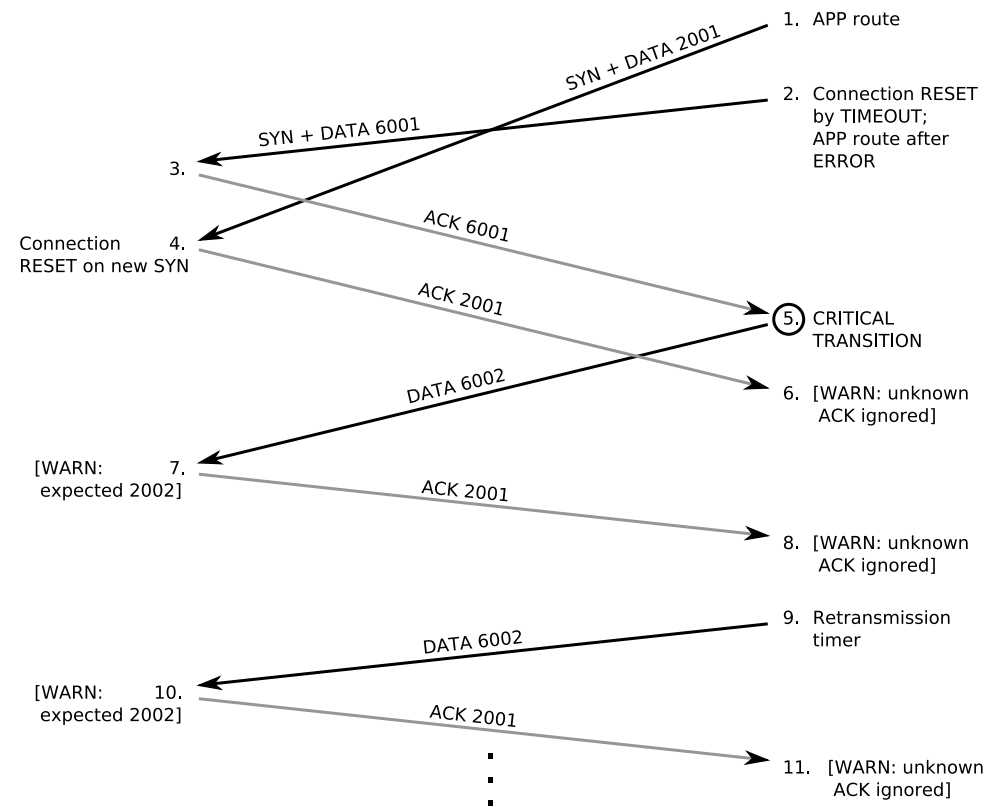 1. APP route
SYN + DATA 2001
2. Connection RESET
by TIMEOUT;
APP route after
ERROR
SYN + DATA 6001
3.
ACK 6001
Connection 4.
RESET on new SYN
ACK 2001
5. CRITICAL
TRANSITION
DATA 6002
6. [WARN: unknown
ACK ignored]
[WARN: 7.
expected 2002]
ACK 2001
8. [WARN: unknown
ACK ignored]
9. Retransmission
timer
DATA 6002
[WARN: 10.
expected 2002]
ACK 2001
11. [WARN: unknown
ACK ignored]